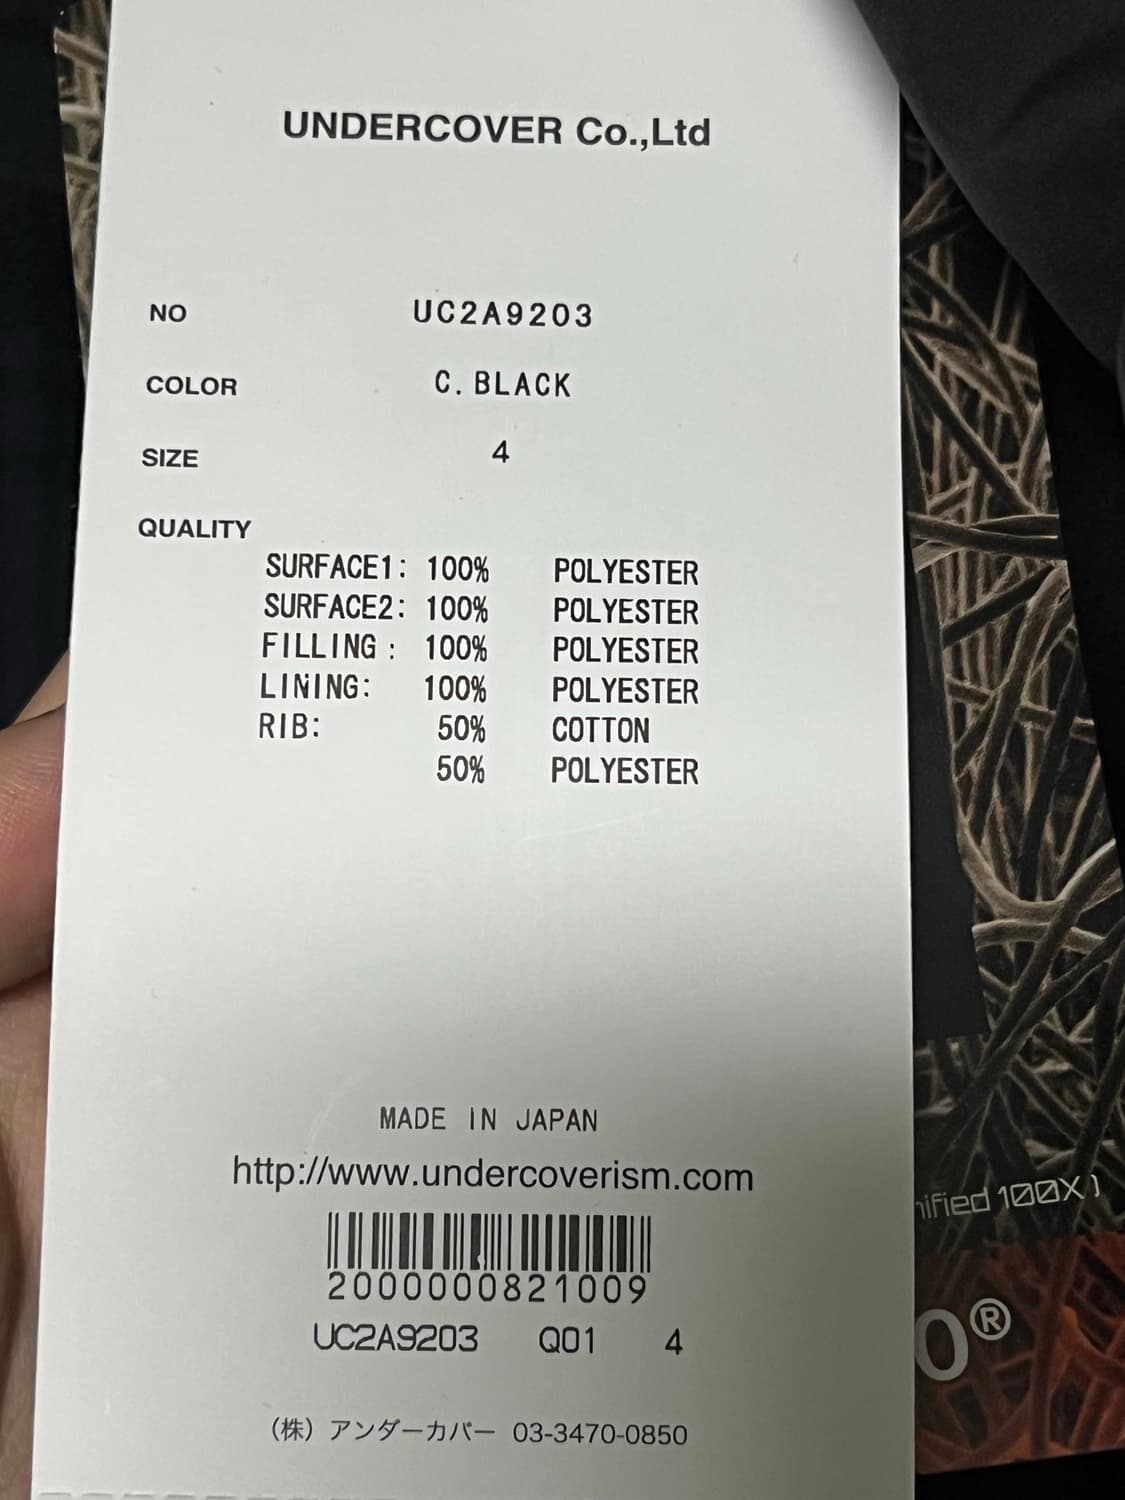 UNDERCOVER Co.,Ltd
NO UC2A9203
COLOR C. BLACK
SIZE 4
QUALITY
SURFACE1: 100% POLYESTER
SURFACE2: 100% POLYESTER
FILLING : 100% POLYESTER
LINING: 100% POLYESTER
RIB: 50% COTTON
50% POLYESTER
MADE IN JAPAN
http://www.undercoverism.com
2000000821009
UC2A9203 Q01 4
(株) アンダーカバー 03-3470-0850
100X)